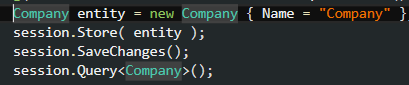 Company entity = new Company { Name = "Company" }
session.Store( entity );
session.SaveChanges();
session.Query<Company>();